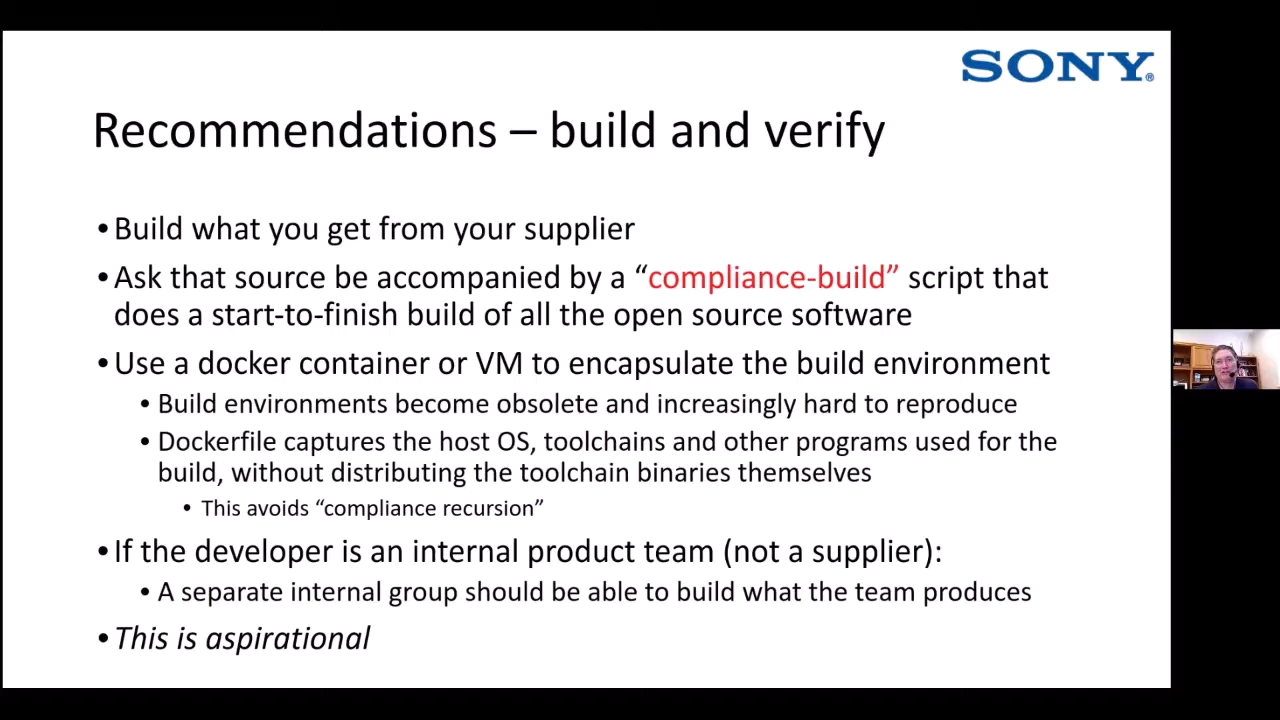 SONY®
Recommendations – build and verify
•Build what you get from your supplier
•Ask that source be accompanied by a “compliance-build” script that
does a start-to-finish build of all the open source software
•Use a docker container or VM to encapsulate the build environment
• Build environments become obsolete and increasingly hard to reproduce
• Dockerfile captures the host OS, toolchains and other programs used for the
build, without distributing the toolchain binaries themselves
• This avoids “compliance recursion”
•If the developer is an internal product team (not a supplier):
• A separate internal group should be able to build what the team produces
•This is aspirational